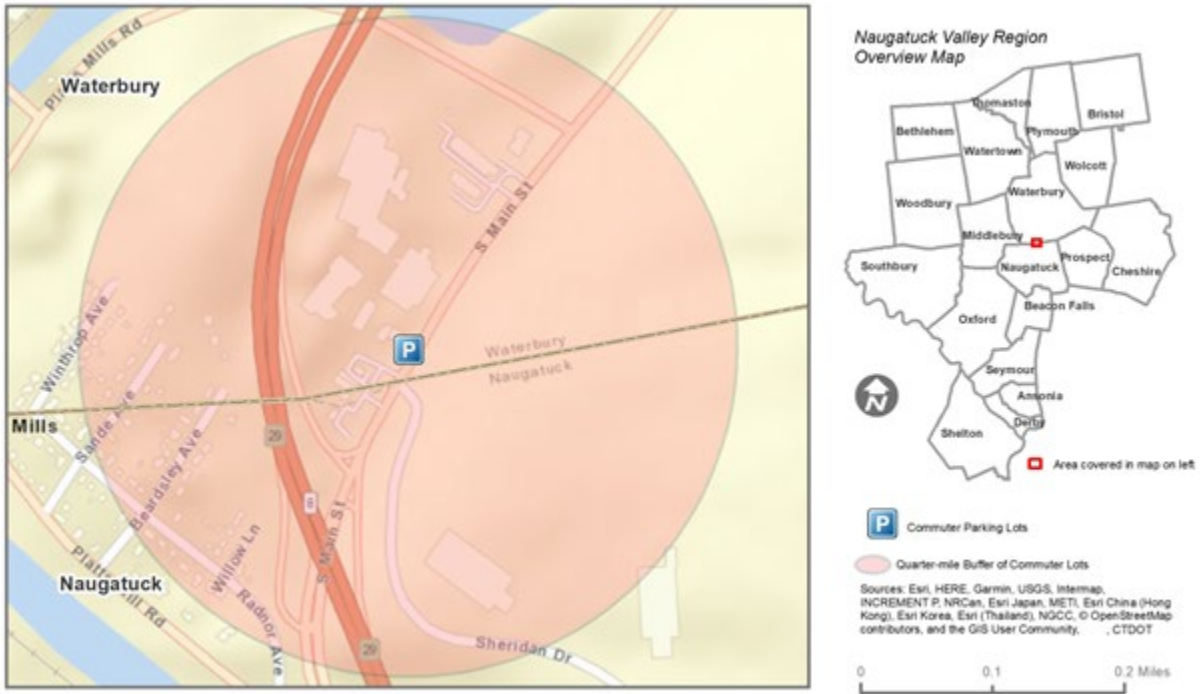 Platts Mills Rd
Waterbury
S Main St
Winthrop Ave
Waterbury
Naugatuck
Mills
Sande Ave
Beardsley Ave
29
8
S Main St
Willow Ln
Naugatuck
Platts Mill Rd
Radnor Ave
29
Sheridan Dr
Naugatuck Valley Region
Overview Map
Thomaston
Bristol
Bethlehem
Plymouth
Watertown
Wolcott
Waterbury
Woodbury
Middlebury
Prospect
Southbury
Naugatuck
Cheshire
Beacon Falls
Oxford
Seymour
Ansonia
Derby
Shelton
N
Area covered in map on left
P
P
Commuter Parking Lots
Quarter-mile Buffer of Commuter Lots
Sources: Esri, HERE, Garmin, USGS, Intermap,
INCREMENT P, NRCan, Esri Japan, METI, Esri China (Hong
Kong), Esri Korea, Esri (Thailand), NGCC, © OpenStreetMap
contributors, and the GIS User Community, , CTDOT
0 0.1 0.2 Miles